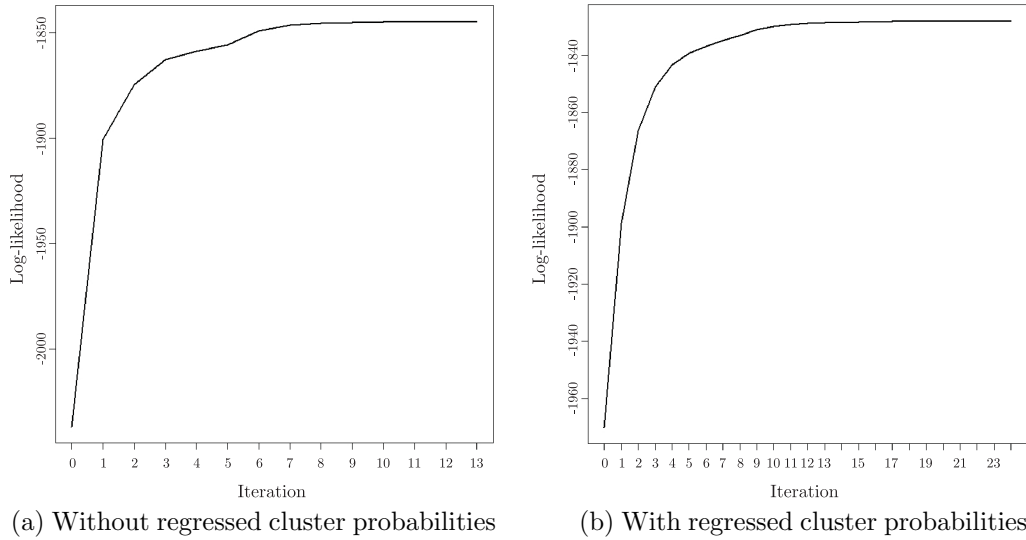 Log-likelihood
-1850
-1900
-1950
-2000
0 1 2 3 4 5 6 7 8 9 10 11 12 13
Iteration
(a) Without regressed cluster probabilities
Log-likelihood
-1840
-1860
-1880
-1900
-1920
-1940
-1960
0 1 2 3 4 5 6 7 8 9 10 11 12 13 15 17 19 21 23
Iteration
(b) With regressed cluster probabilities